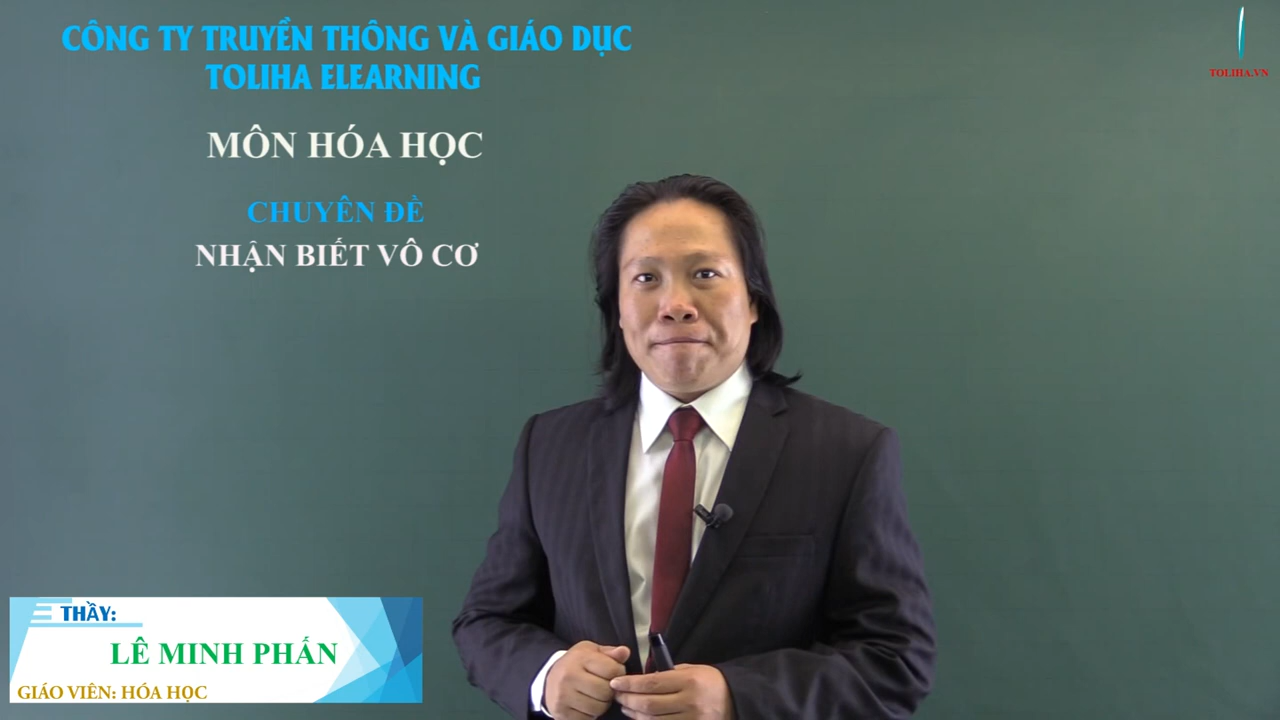 CÔNG TY TRUYỀN THÔNG VÀ GIÁO DỤC
TOLIHA ELEARNING
TOLIHA.VN
MÔN HÓA HỌC
CHUYÊN ĐỀ
NHẬN BIẾT VÔ CƠ
THẦY:
LÊ MINH PHẤN
GIÁO VIÊN: HÓA HỌC